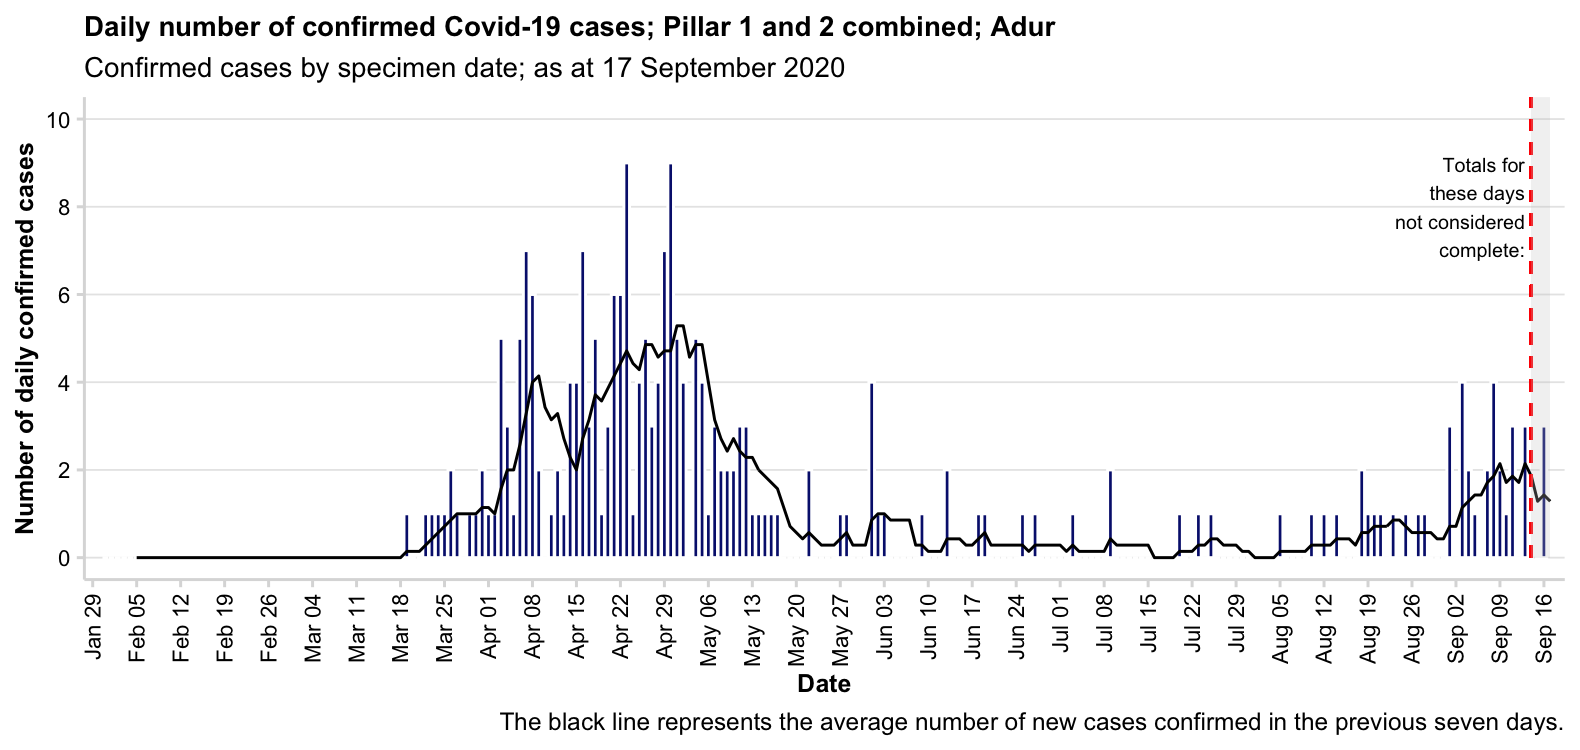 Daily number of confirmed Covid-19 cases; Pillar 1 and 2 combined; Adur
Confirmed cases by specimen date; as at 17 September 2020
Number of daily confirmed cases
10
8
6
4
2
0
Totals for
these days
not considered
complete:
Jan 29
Feb 05
Feb 12
Feb 19
Feb 26
Mar 04
Mar 11
Mar 18
Mar 25
Apr 01
Apr 08
Apr 15
Apr 22
Apr 29
May 06
May 13
May 20
May 27
Jun 03
Jun 10
Jun 17
Jun 24
Jul 01
Jul 08
Jul 15
Jul 22
Jul 29
Aug 05
Aug 12
Aug 19
Aug 26
Sep 02
Sep 09
Sep 16
Date
The black line represents the average number of new cases confirmed in the previous seven days.